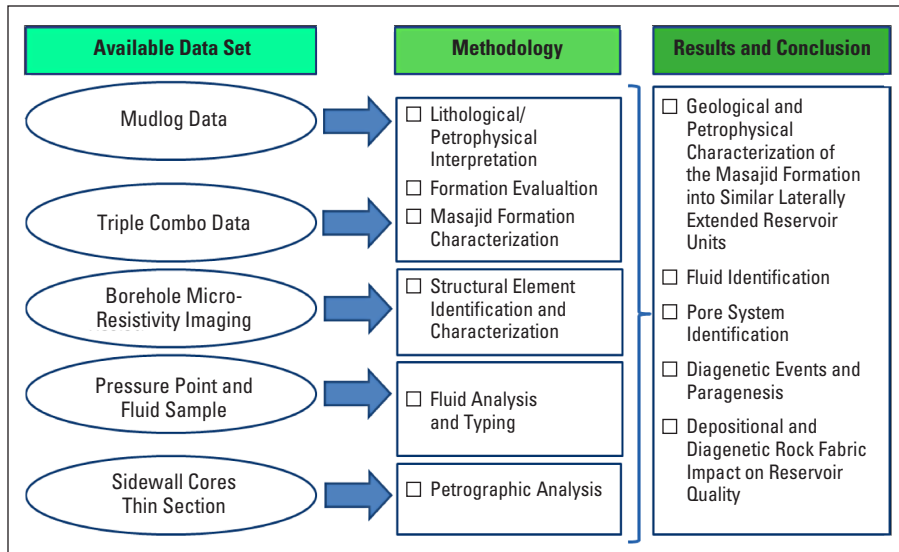 Available Data Set
Methodology
Results and Conclusion
Mudlog Data
Triple Combo Data
Borehole Micro-
Resistivity Imaging
Pressure Point and
Fluid Sample
Sidewall Cores
Thin Section
☐ Lithological/
Petrophysical
Interpretation
☐ Formation Evalualtion
☐ Masajid Formation
Characterization
☐ Structural Element
Identification and
Characterization
☐ Fluid Analysis
and Typing
☐ Petrographic Analysis
☐ Geological and
Petrophysical
Characterization of
the Masajid Formation
into Similar Laterally
Extended Reservoir
Units
☐ Fluid Identification
☐ Pore System
Identification
☐ Diagenetic Events and
Paragenesis
☐ Depositional and
Diagenetic Rock Fabric
Impact on Reservoir
Quality